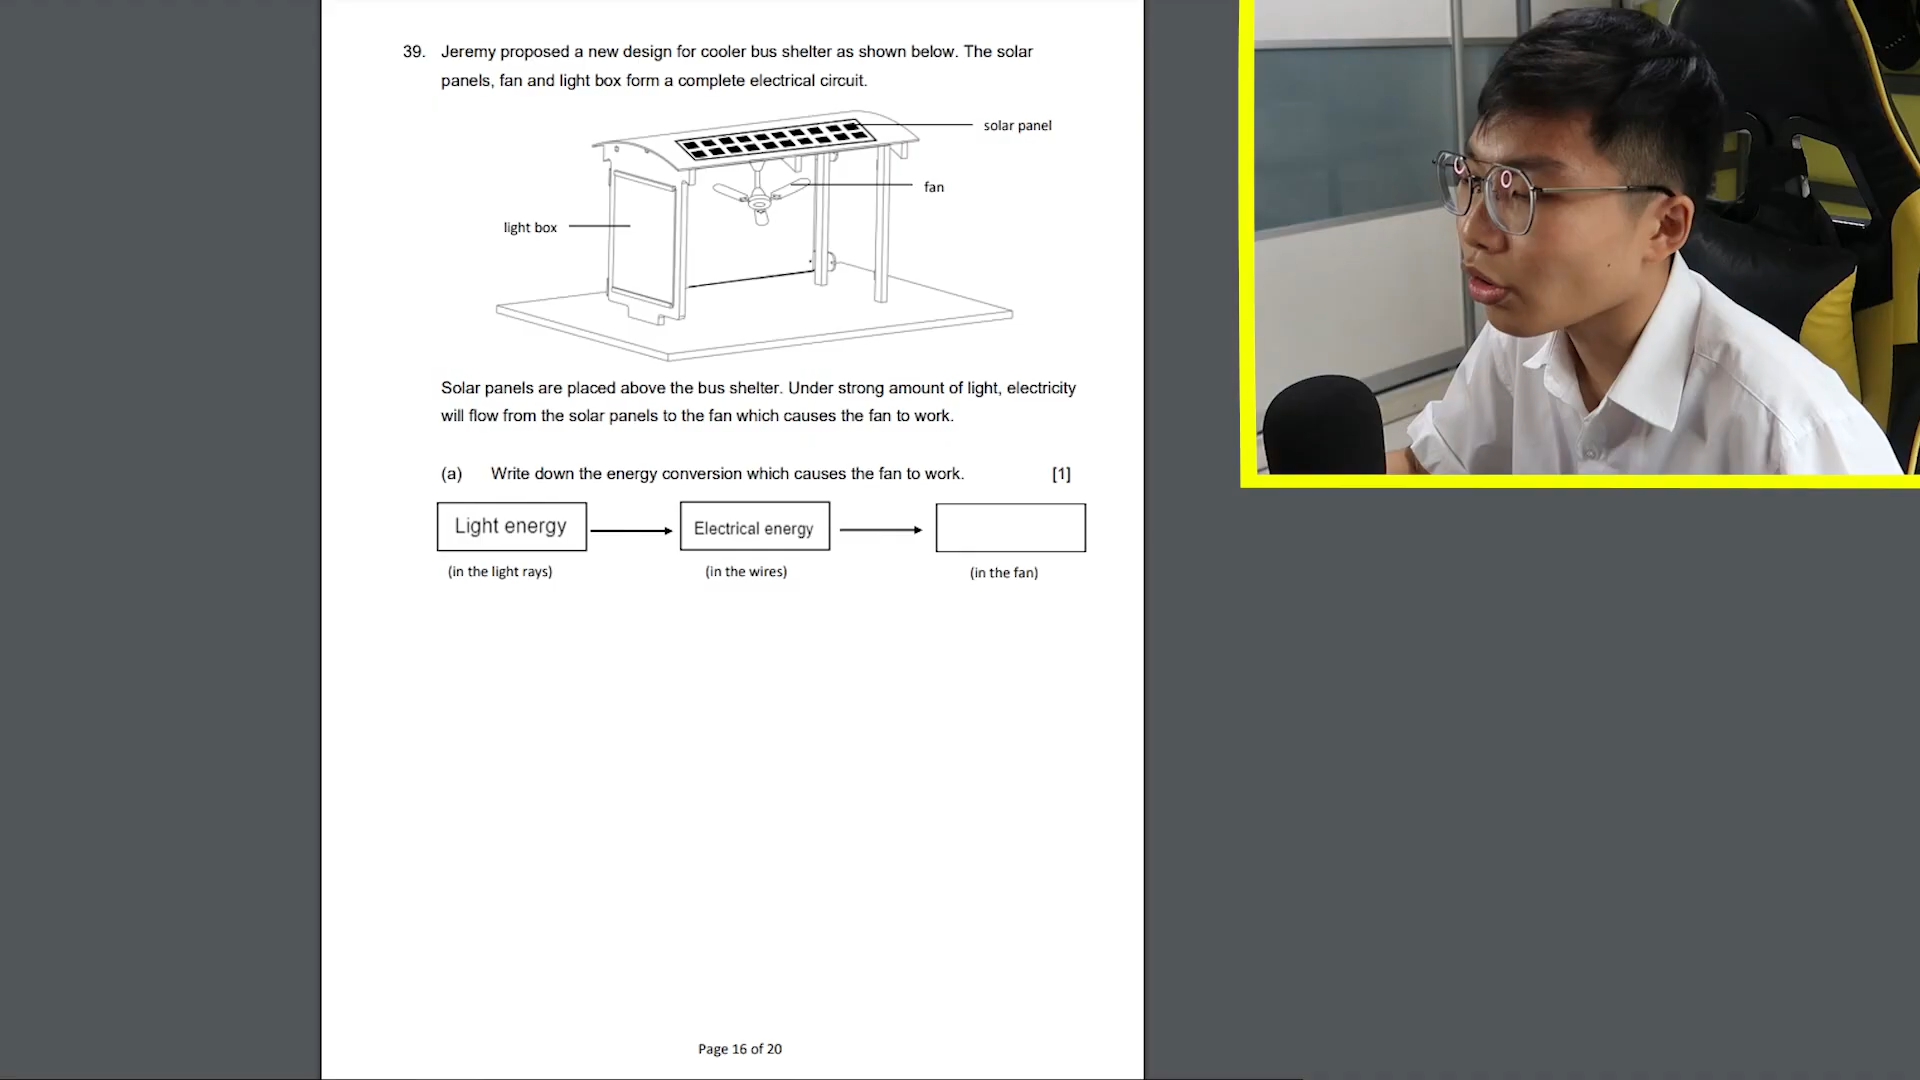 39. Jeremy proposed a new design for cooler bus shelter as shown below. The solar
panels, fan and light box form a complete electrical circuit.
solar panel
fan
light box
Solar panels are placed above the bus shelter. Under strong amount of light, electricity
will flow from the solar panels to the fan which causes the fan to work.
(a) Write down the energy conversion which causes the fan to work. [1]
Light energy Electrical energy
(in the light rays) (in the wires) (in the fan)
Page 16 of 20